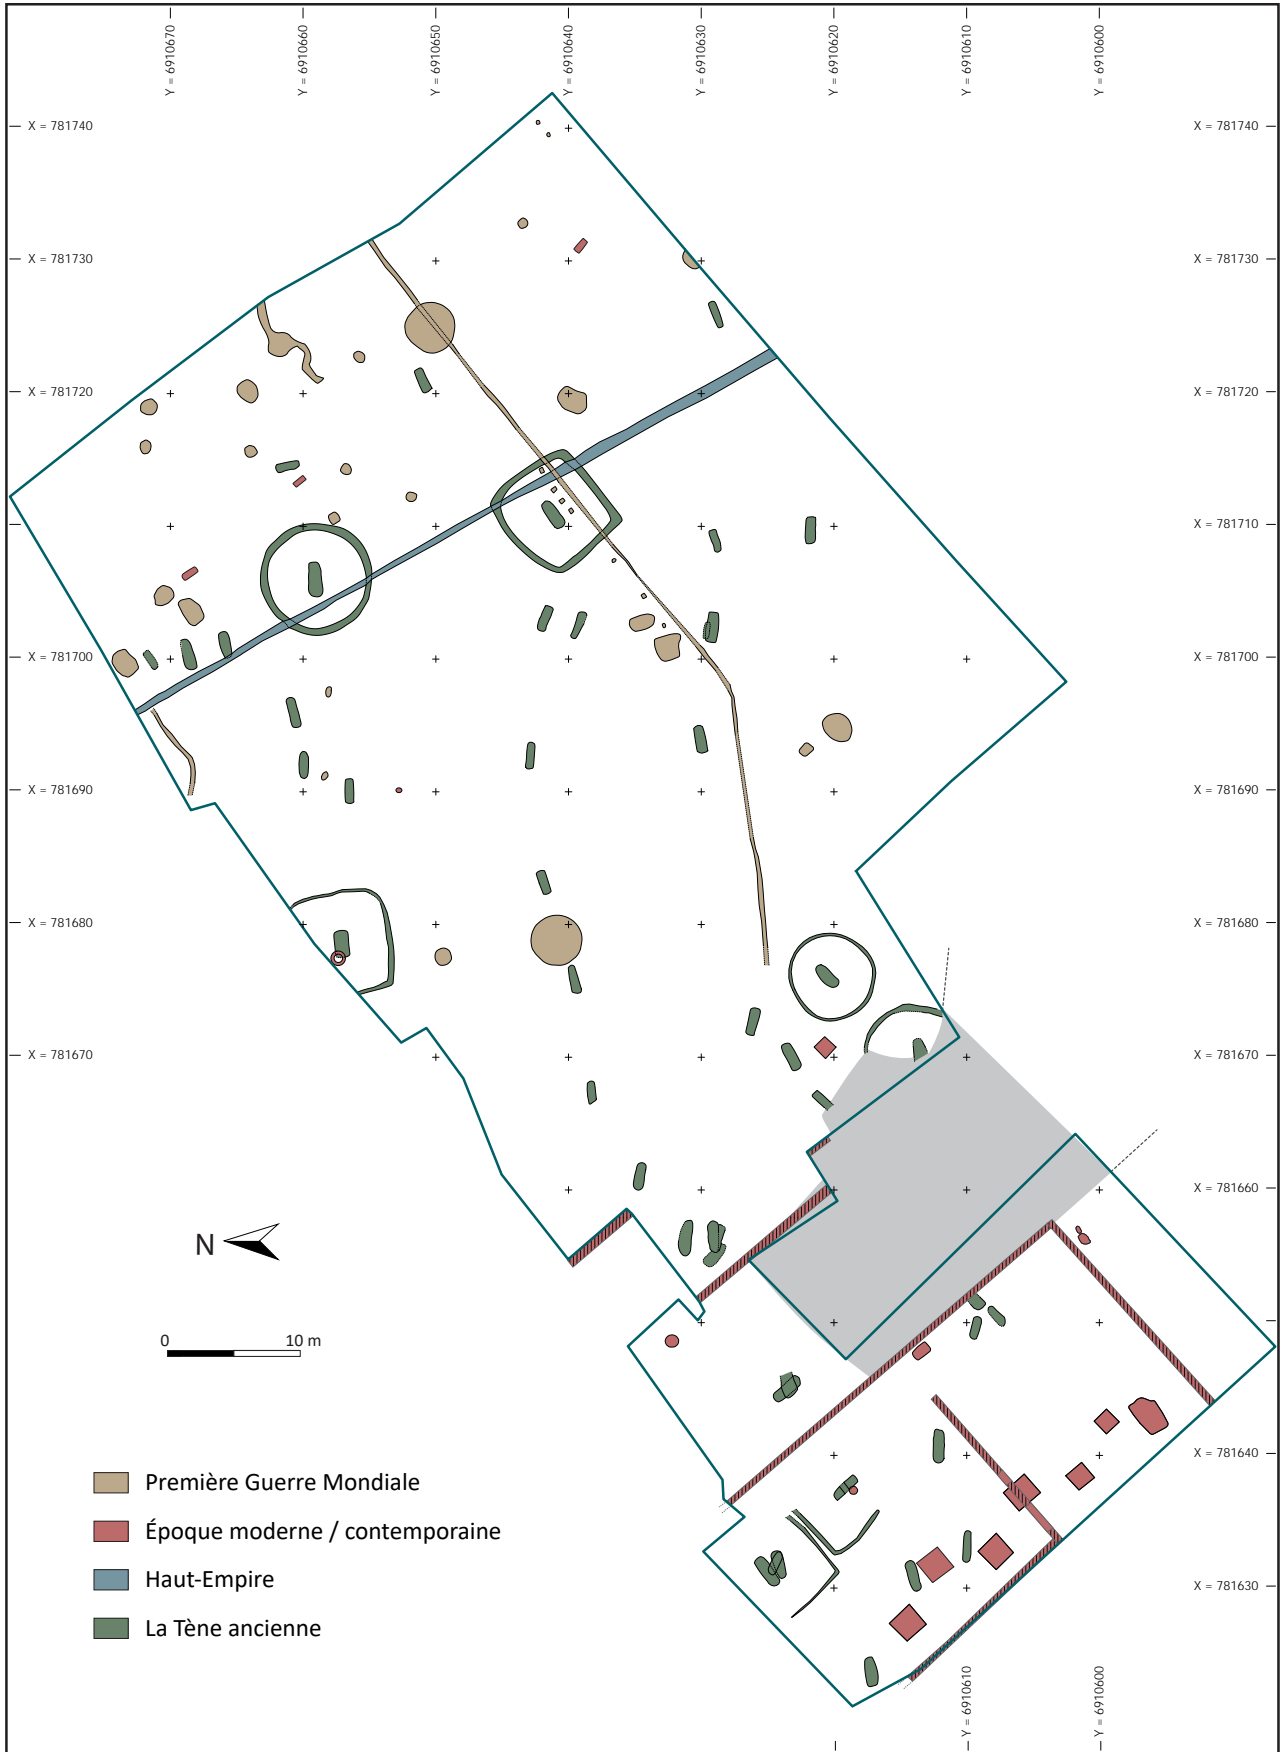 Y = 6910670
Y = 6910660
Y = 6910650
Y = 6910640
Y = 6910630
Y = 6910620
Y = 6910610
Y = 6910600
X = 781740
X = 781740
X = 781730
X = 781730
X = 781720
X = 781720
X = 781710
X = 781700
X = 781700
X = 781690
X = 781690
X = 781680
X = 781680
X = 781670
X = 781670
X = 781660
N
0
10 m
X = 781640
Première Guerre Mondiale
Époque moderne / contemporaine
Haut-Empire
X = 781630
La Tène ancienne
Y = 6910610
Y = 6910600